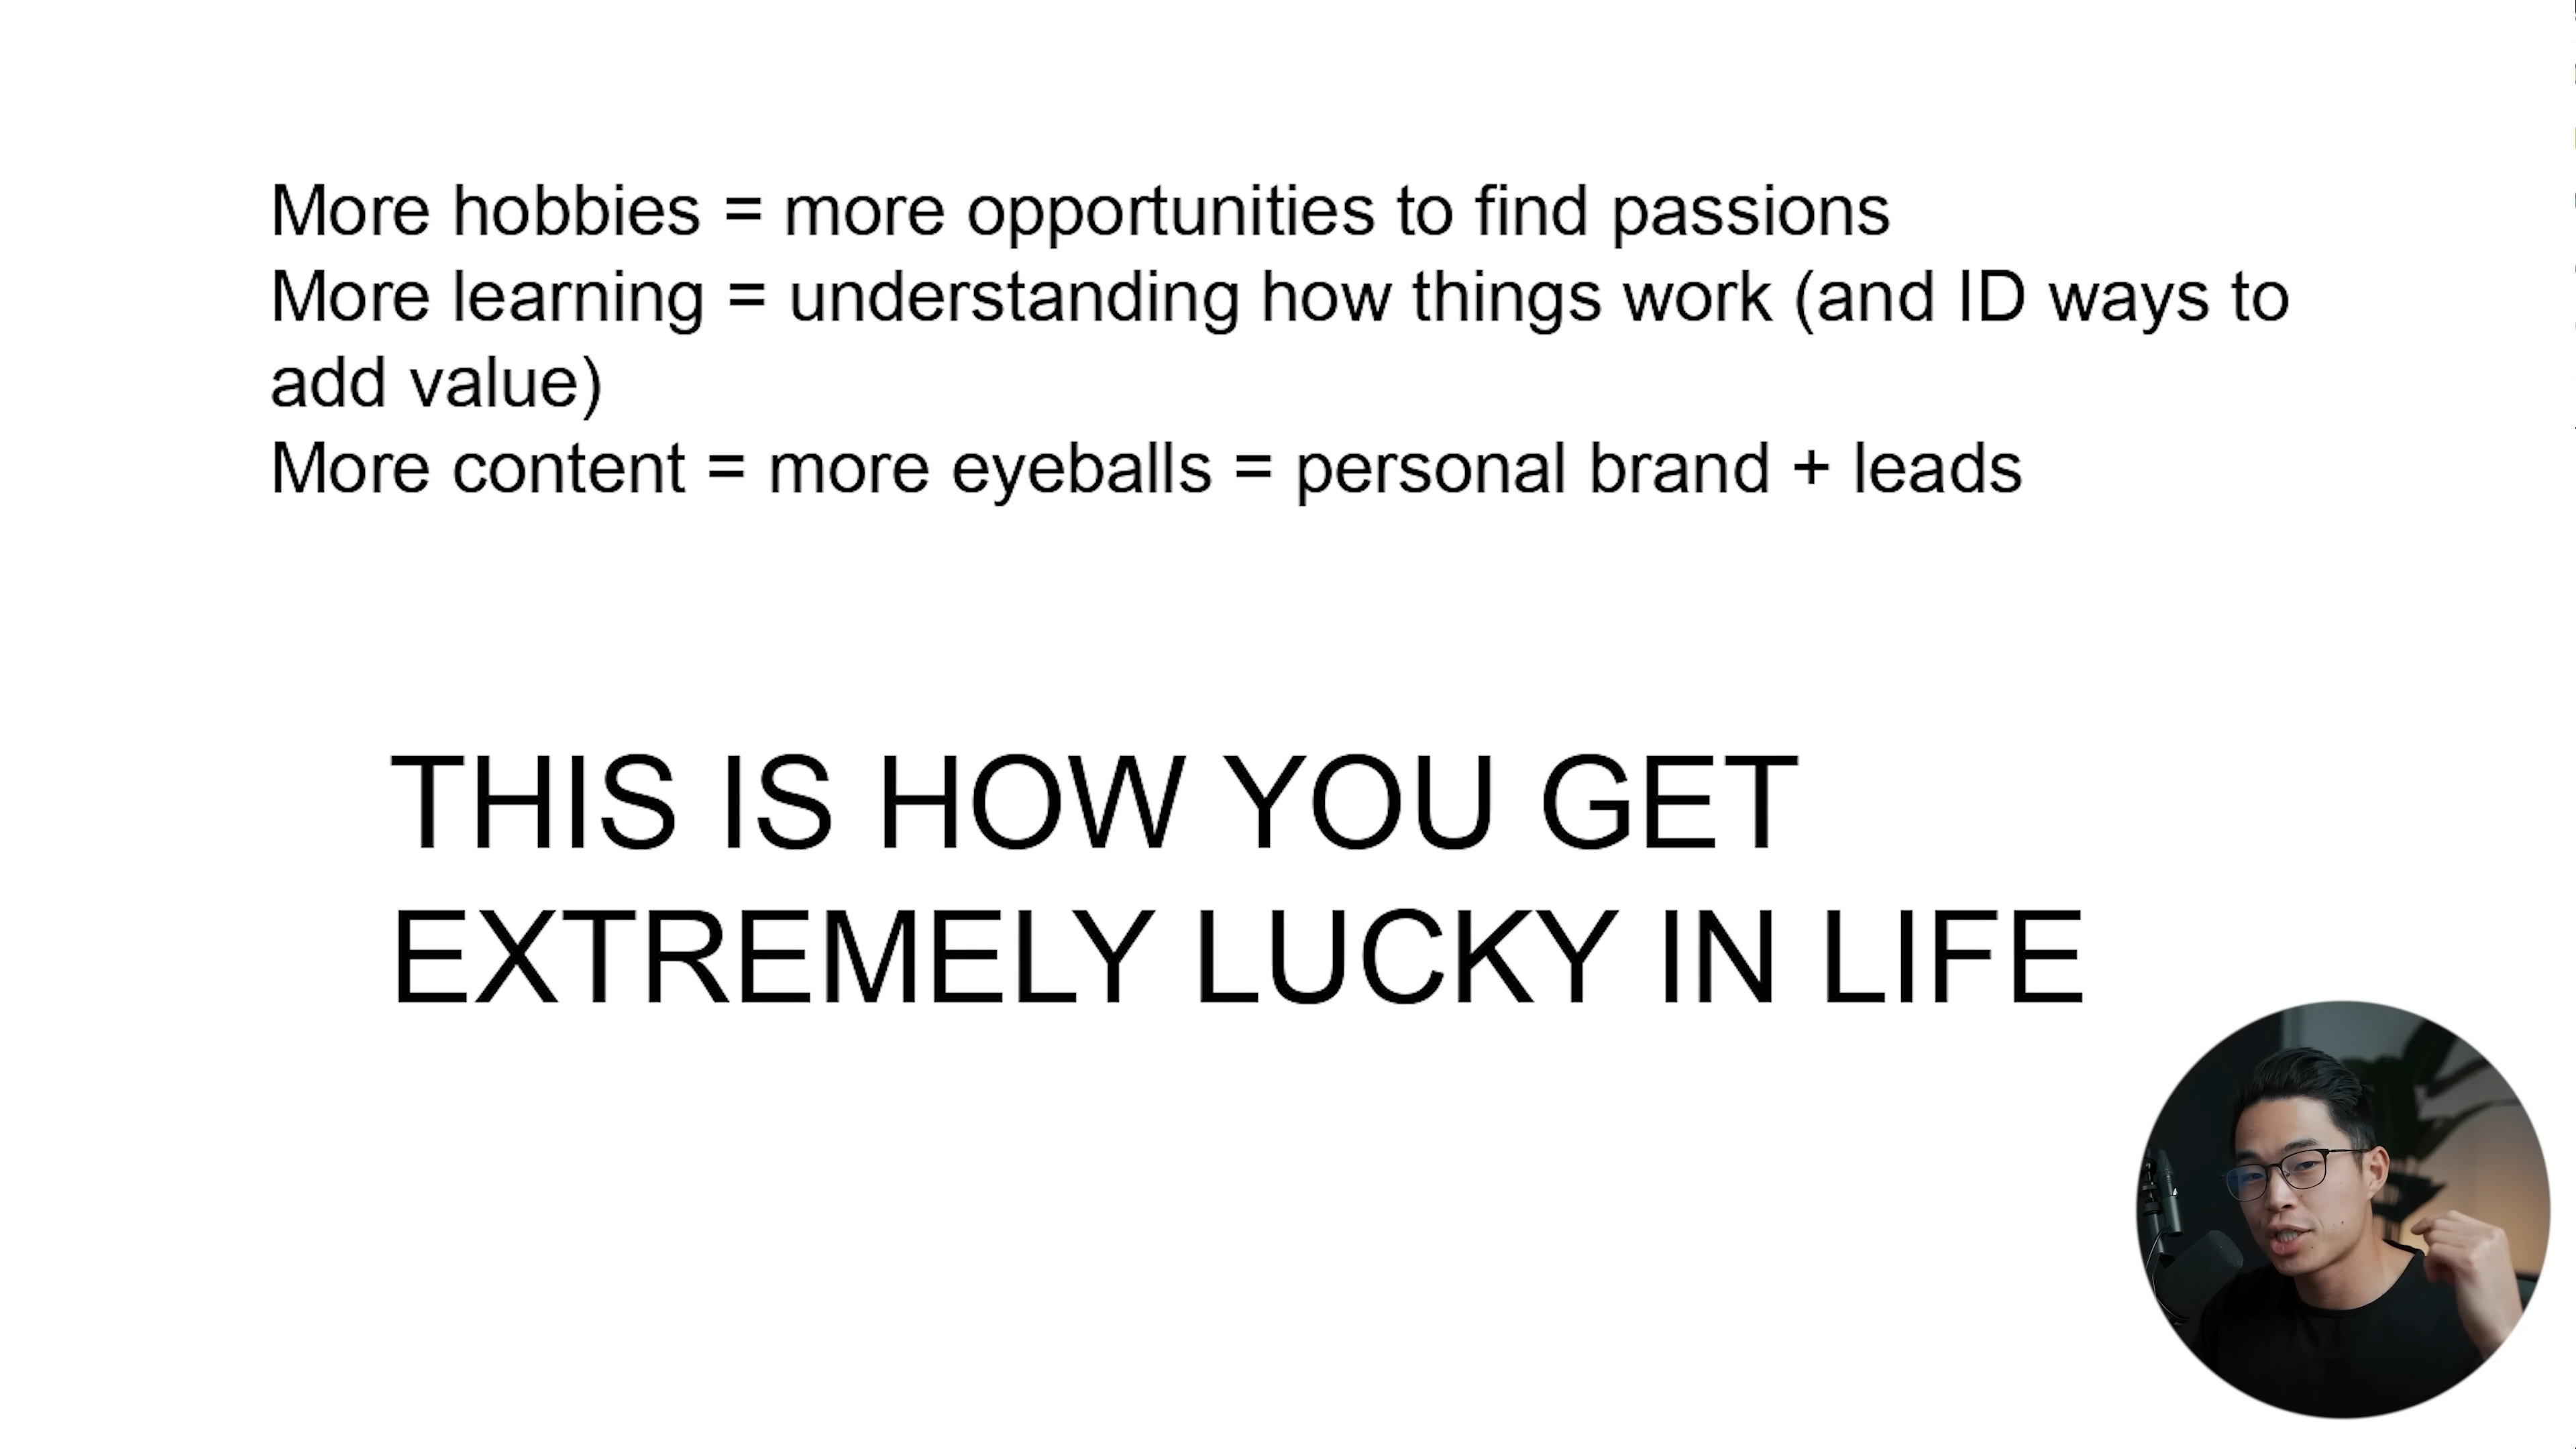 More hobbies = more opportunities to find passions
More learning = understanding how things work (and ID ways to
add value)
More content = more eyeballs = personal brand + leads
THIS IS HOW YOU GET
EXTREMELY LUCKY IN LIFE